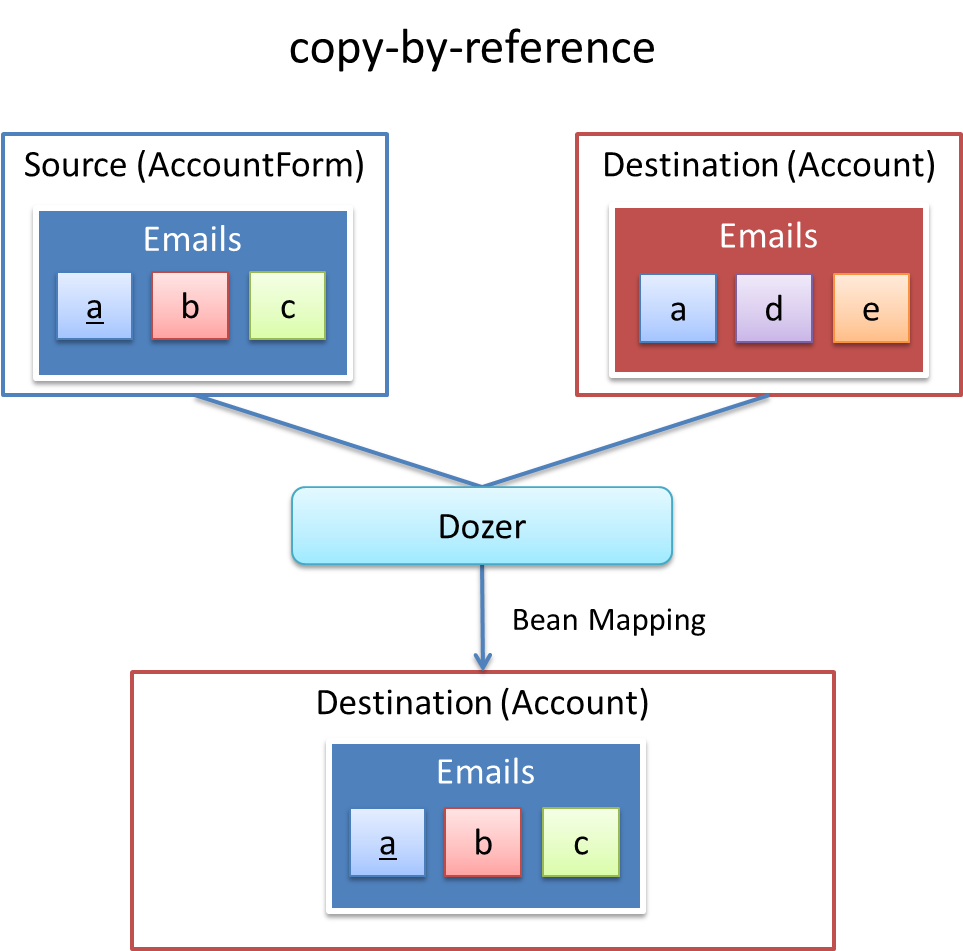 copy-by-reference
Source (AccountForm)
Emails
a b c
Destination (Account)
Emails
a d e
Dozer
Bean Mapping
Destination (Account)
Emails
a b c